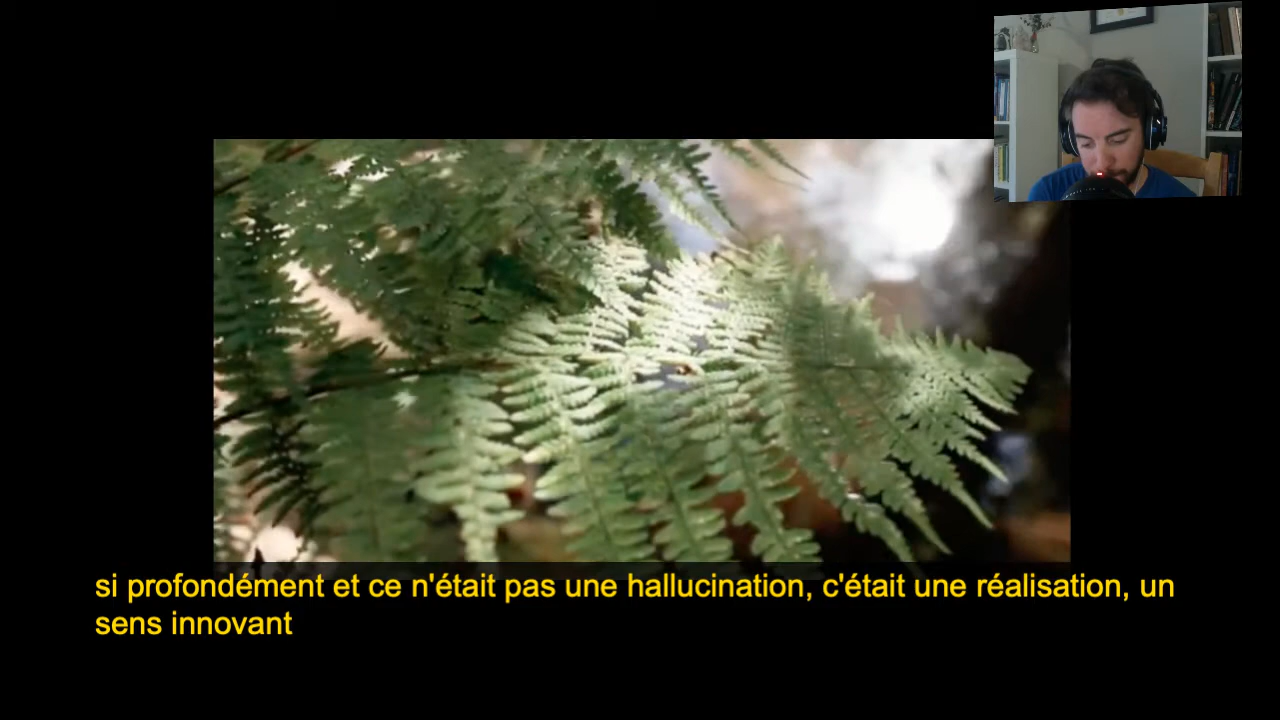 si profondément et ce n'était pas une hallucination, c'était une réalisation, un
sens innovant